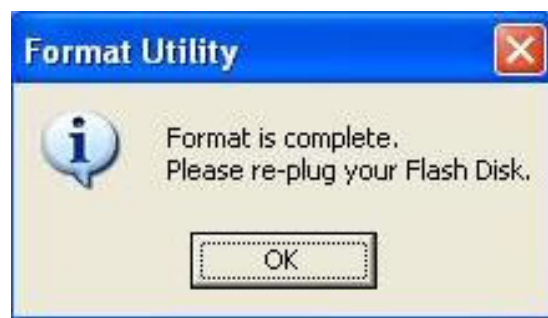 Format Utility
Format is complete.
Please re-plug your Flash Disk.
OK